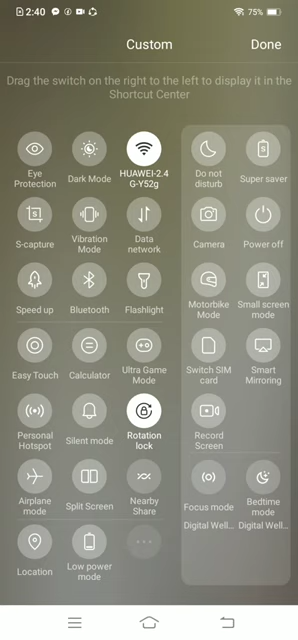 2:40
75%
Custom
Done
Drag the switch on the right to the left to display it in the
Shortcut Center
Eye
Protection
Dark Mode
HUAWEI-2.4
G-Y52g
Do not
disturb
Super saver
S-capture
Vibration
Mode
Data
network
Camera
Power off
Speed up
Bluetooth
Flashlight
Motorbike
Mode
Small screen
mode
Easy Touch
Calculator
Ultra Game
Mode
Switch SIM
card
Smart
Mirroring
Personal
Hotspot
Silent mode
Rotation
lock
Record
Screen
Airplane
mode
Split Screen
Nearby
Share
Focus mode
Digital Well...
Bedtime
mode
Digital Well...
Location
Low power
mode